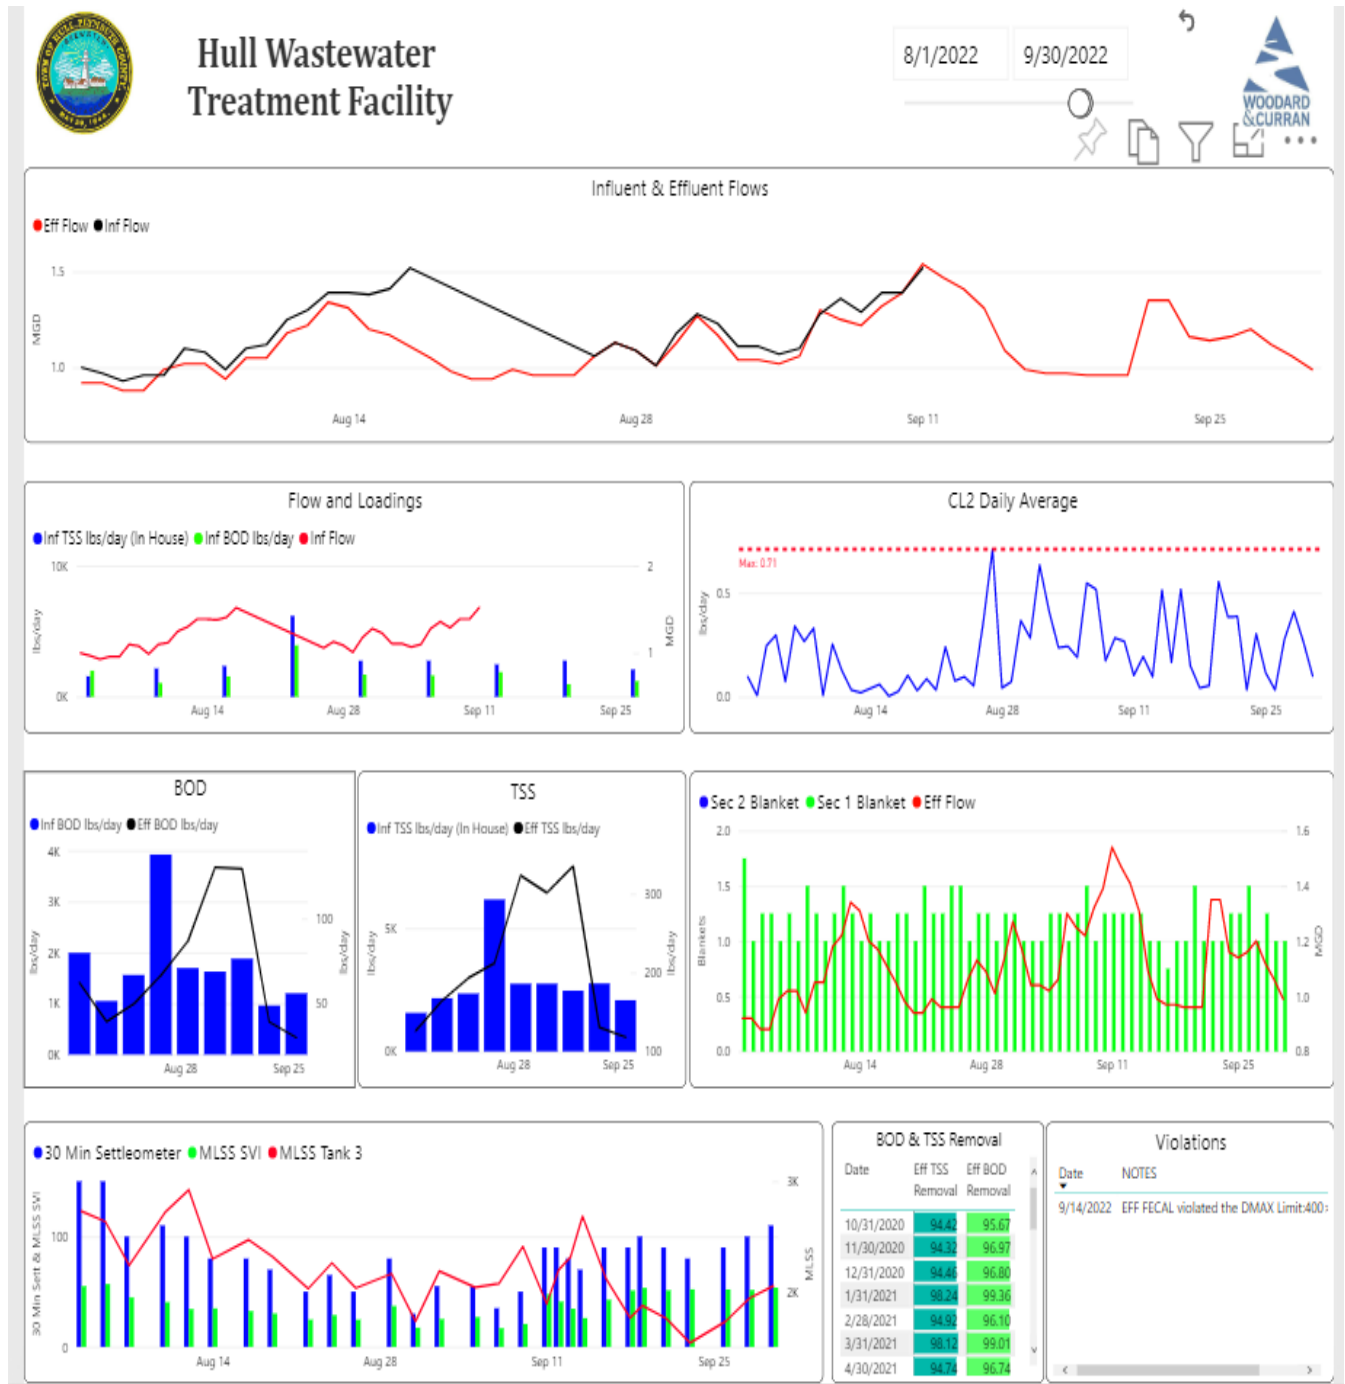 TOWN OF HULL, PLYMOUTH COUNTY.
Hull Wastewater
Treatment Facility
8/1/2022
9/30/2022
WOODARD
&CURRAN
Influent & Effluent Flows
Eff Flow Inf Flow
1.5
MGD
1.0
Aug 14 Aug 28 Sep 11 Sep 25
Flow and Loadings
Inf TSS lbs/day (In House) Inf BOD lbs/day Inf Flow
10K
2
lbs/day
MGD
1
0K
Aug 14 Aug 28 Sep 11 Sep 25
CL2 Daily Average
Max: 0.71
lbs/day
0.5
0.0
Aug 14 Aug 28 Sep 11 Sep 25
BOD
Inf BOD lbs/day Eff BOD lbs/day
4K
3K
100
2K
lbs/day
lbs/day
1K
50
0K
Aug 28 Sep 25
TSS
Inf TSS lbs/day (In House) Eff TSS lbs/day
300
5K
lbs/day
200
lbs/day
0K
100
Aug 28 Sep 25
Sec 2 Blanket Sec 1 Blanket Eff Flow
2.0
1.6
1.5
1.4
Blankets
1.0
1.2
MGD
0.5
1.0
0.0
0.8
Aug 14 Aug 28 Sep 11 Sep 25
30 Min Settleometer MLSS SVI MLSS Tank 3
3K
30 Min Sett & MLSS SVI
100
MLSS
2K
0
Aug 14 Aug 28 Sep 11 Sep 25
BOD & TSS Removal
Date Eff TSS Eff BOD
Removal Removal
10/31/2020 94.42 95.67
11/30/2020 94.32 96.97
12/31/2020 94.46 96.80
1/31/2021 98.24 99.36
2/28/2021 94.92 96.10
3/31/2021 98.12 99.01
4/30/2021 94.74 96.74
Violations
Date NOTES
9/14/2022 EFF FECAL violated the DMAX Limit:400>